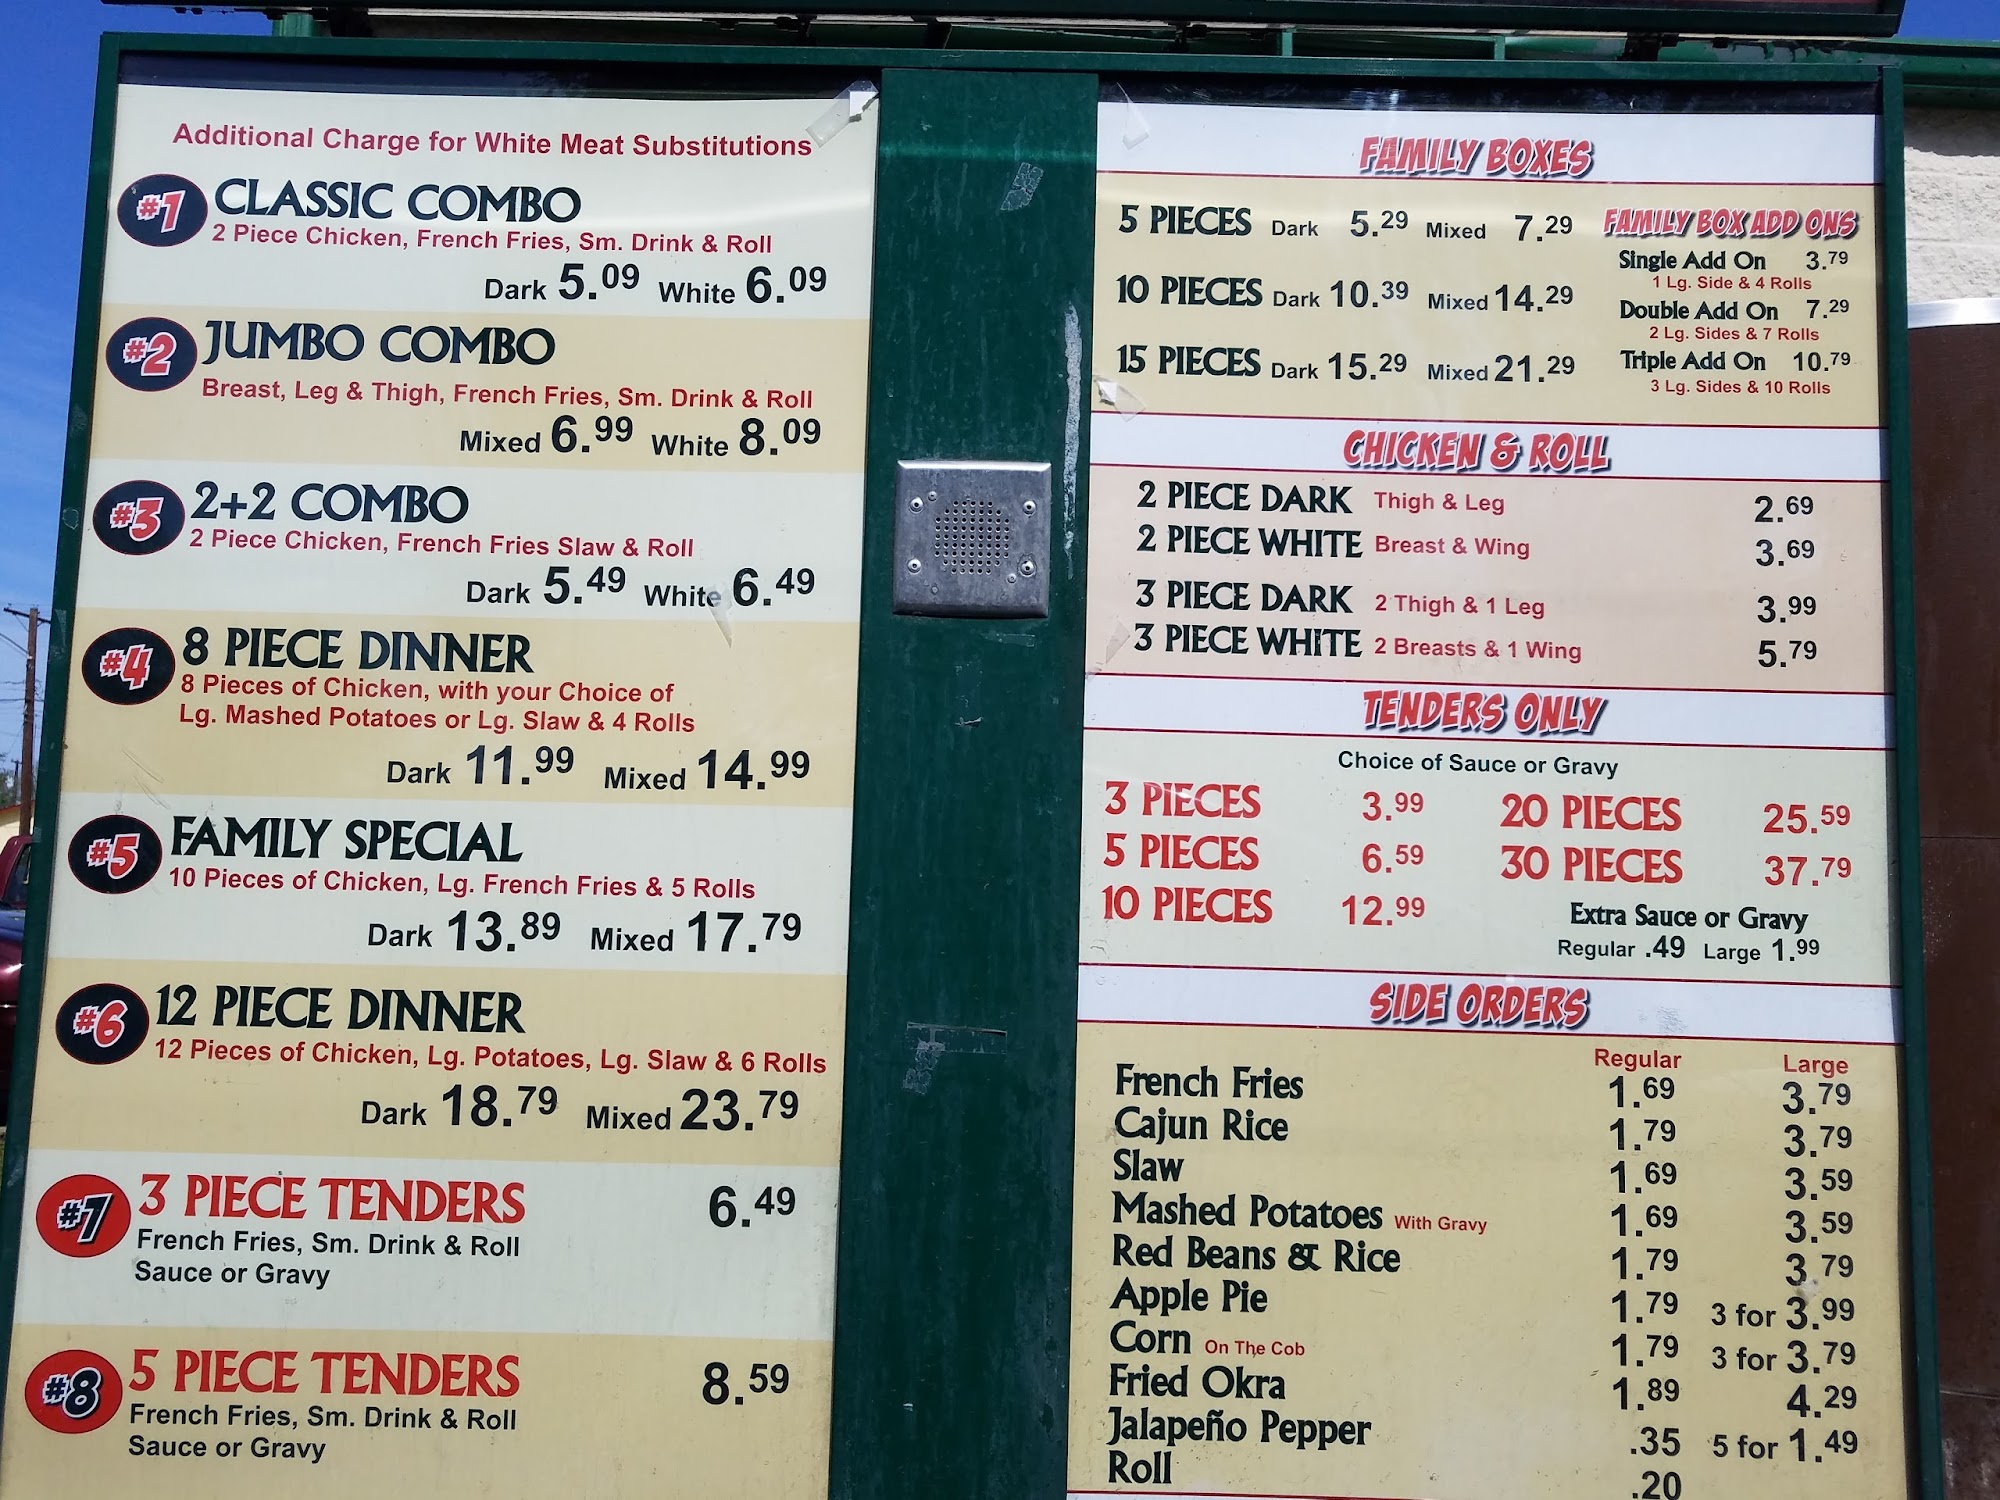 Additional Charge for White Meat Substitutions
#1 CLASSIC COMBO
2 Piece Chicken, French Fries, Sm. Drink & Roll
Dark 5.09 White 6.09
#2 JUMBO COMBO
Breast, Leg & Thigh, French Fries, Sm. Drink & Roll
Mixed 6.99 White 8.09
#3 2+2 COMBO
2 Piece Chicken, French Fries Slaw & Roll
Dark 5.49 White 6.49
#4 8 PIECE DINNER
8 Pieces of Chicken, with your Choice of
Lg. Mashed Potatoes or Lg. Slaw & 4 Rolls
Dark 11.99 Mixed 14.99
#5 FAMILY SPECIAL
10 Pieces of Chicken, Lg. French Fries & 5 Rolls
Dark 13.89 Mixed 17.79
#6 12 PIECE DINNER
12 Pieces of Chicken, Lg. Potatoes, Lg. Slaw & 6 Rolls
Dark 18.79 Mixed 23.79
#7 3 PIECE TENDERS 6.49
French Fries, Sm. Drink & Roll
Sauce or Gravy
#8 5 PIECE TENDERS 8.59
French Fries, Sm. Drink & Roll
Sauce or Gravy
FAMILY BOXES
5 PIECES Dark 5.29 Mixed 7.29
10 PIECES Dark 10.39 Mixed 14.29
15 PIECES Dark 15.29 Mixed 21.29
FAMILY BOX ADD ONS
Single Add On 3.79
1 Lg. Side & 4 Rolls
Double Add On 7.29
2 Lg. Sides & 7 Rolls
Triple Add On 10.79
3 Lg. Sides & 10 Rolls
CHICKEN & ROLL
2 PIECE DARK Thigh & Leg 2.69
2 PIECE WHITE Breast & Wing 3.69
3 PIECE DARK 2 Thigh & 1 Leg 3.99
3 PIECE WHITE 2 Breasts & 1 Wing 5.79
TENDERS ONLY
Choice of Sauce or Gravy
3 PIECES 3.99 20 PIECES 25.59
5 PIECES 6.59 30 PIECES 37.79
10 PIECES 12.99
Extra Sauce or Gravy
Regular .49 Large 1.99
SIDE ORDERS
Regular Large
French Fries 1.69 3.79
Cajun Rice 1.79 3.79
Slaw 1.69 3.59
Mashed Potatoes With Gravy 1.69 3.59
Red Beans & Rice 1.79 3.79
Apple Pie 1.79 3 for 3.99
Corn On The Cob 1.79 3 for 3.79
Fried Okra 1.89 4.29
Jalapeño Pepper .35 5 for 1.49
Roll .20